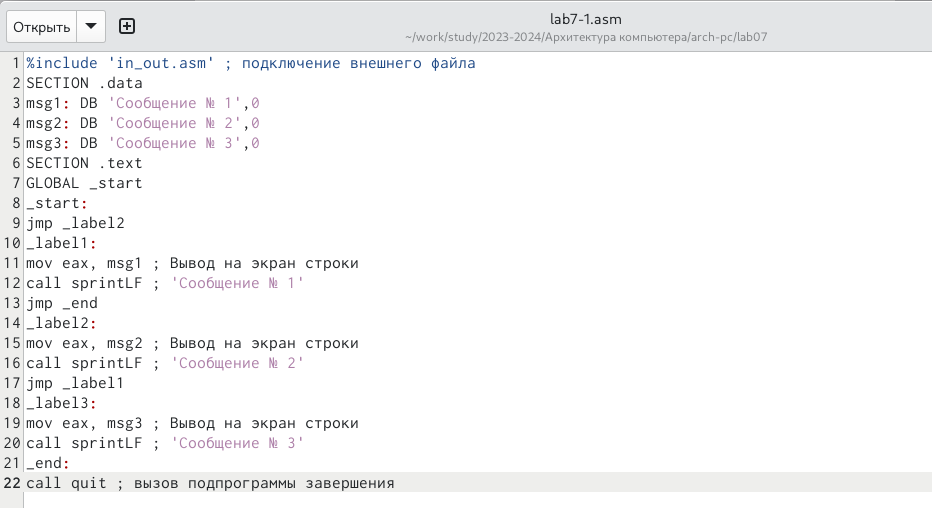 Открыть
lab7-1.asm
~/work/study/2023-2024/Архитектура компьютера/arch-pc/lab07
1 %include 'in_out.asm' ; подключение внешнего файла
2 SECTION .data
3 msg1: DB 'Сообщение № 1',0
4 msg2: DB 'Сообщение № 2',0
5 msg3: DB 'Сообщение № 3',0
6 SECTION .text
7 GLOBAL _start
8 _start:
9 jmp _label2
10 _label1:
11 mov eax, msg1 ; Вывод на экран строки
12 call sprintLF ; 'Сообщение № 1'
13 jmp _end
14 _label2:
15 mov eax, msg2 ; Вывод на экран строки
16 call sprintLF ; 'Сообщение № 2'
17 jmp _label1
18 _label3:
19 mov eax, msg3 ; Вывод на экран строки
20 call sprintLF ; 'Сообщение № 3'
21 _end:
22 call quit ; вызов подпрограммы завершения